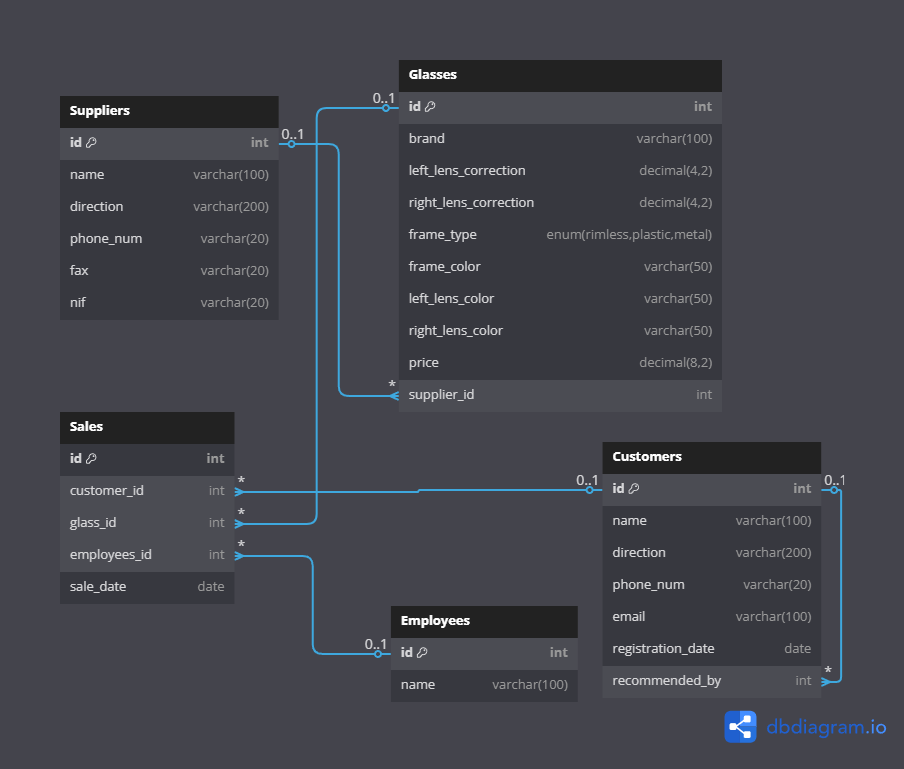 Suppliers
id int
name varchar(100)
direction varchar(200)
phone_num varchar(20)
fax varchar(20)
nif varchar(20)
0..1
Glasses
0..1
id int
brand varchar(100)
left_lens_correction decimal(4,2)
right_lens_correction decimal(4,2)
frame_type enum(rimless,plastic,metal)
frame_color varchar(50)
left_lens_color varchar(50)
right_lens_color varchar(50)
price decimal(8,2)
*
supplier_id int
Sales
id int
customer_id int *
glass_id int *
employees_id int *
sale_date date
Customers
0..1
id int 0..1
name varchar(100)
direction varchar(200)
phone_num varchar(20)
email varchar(100)
registration_date date
recommended_by int *
Employees
0..1
id int
name varchar(100)
dbdiagram.io